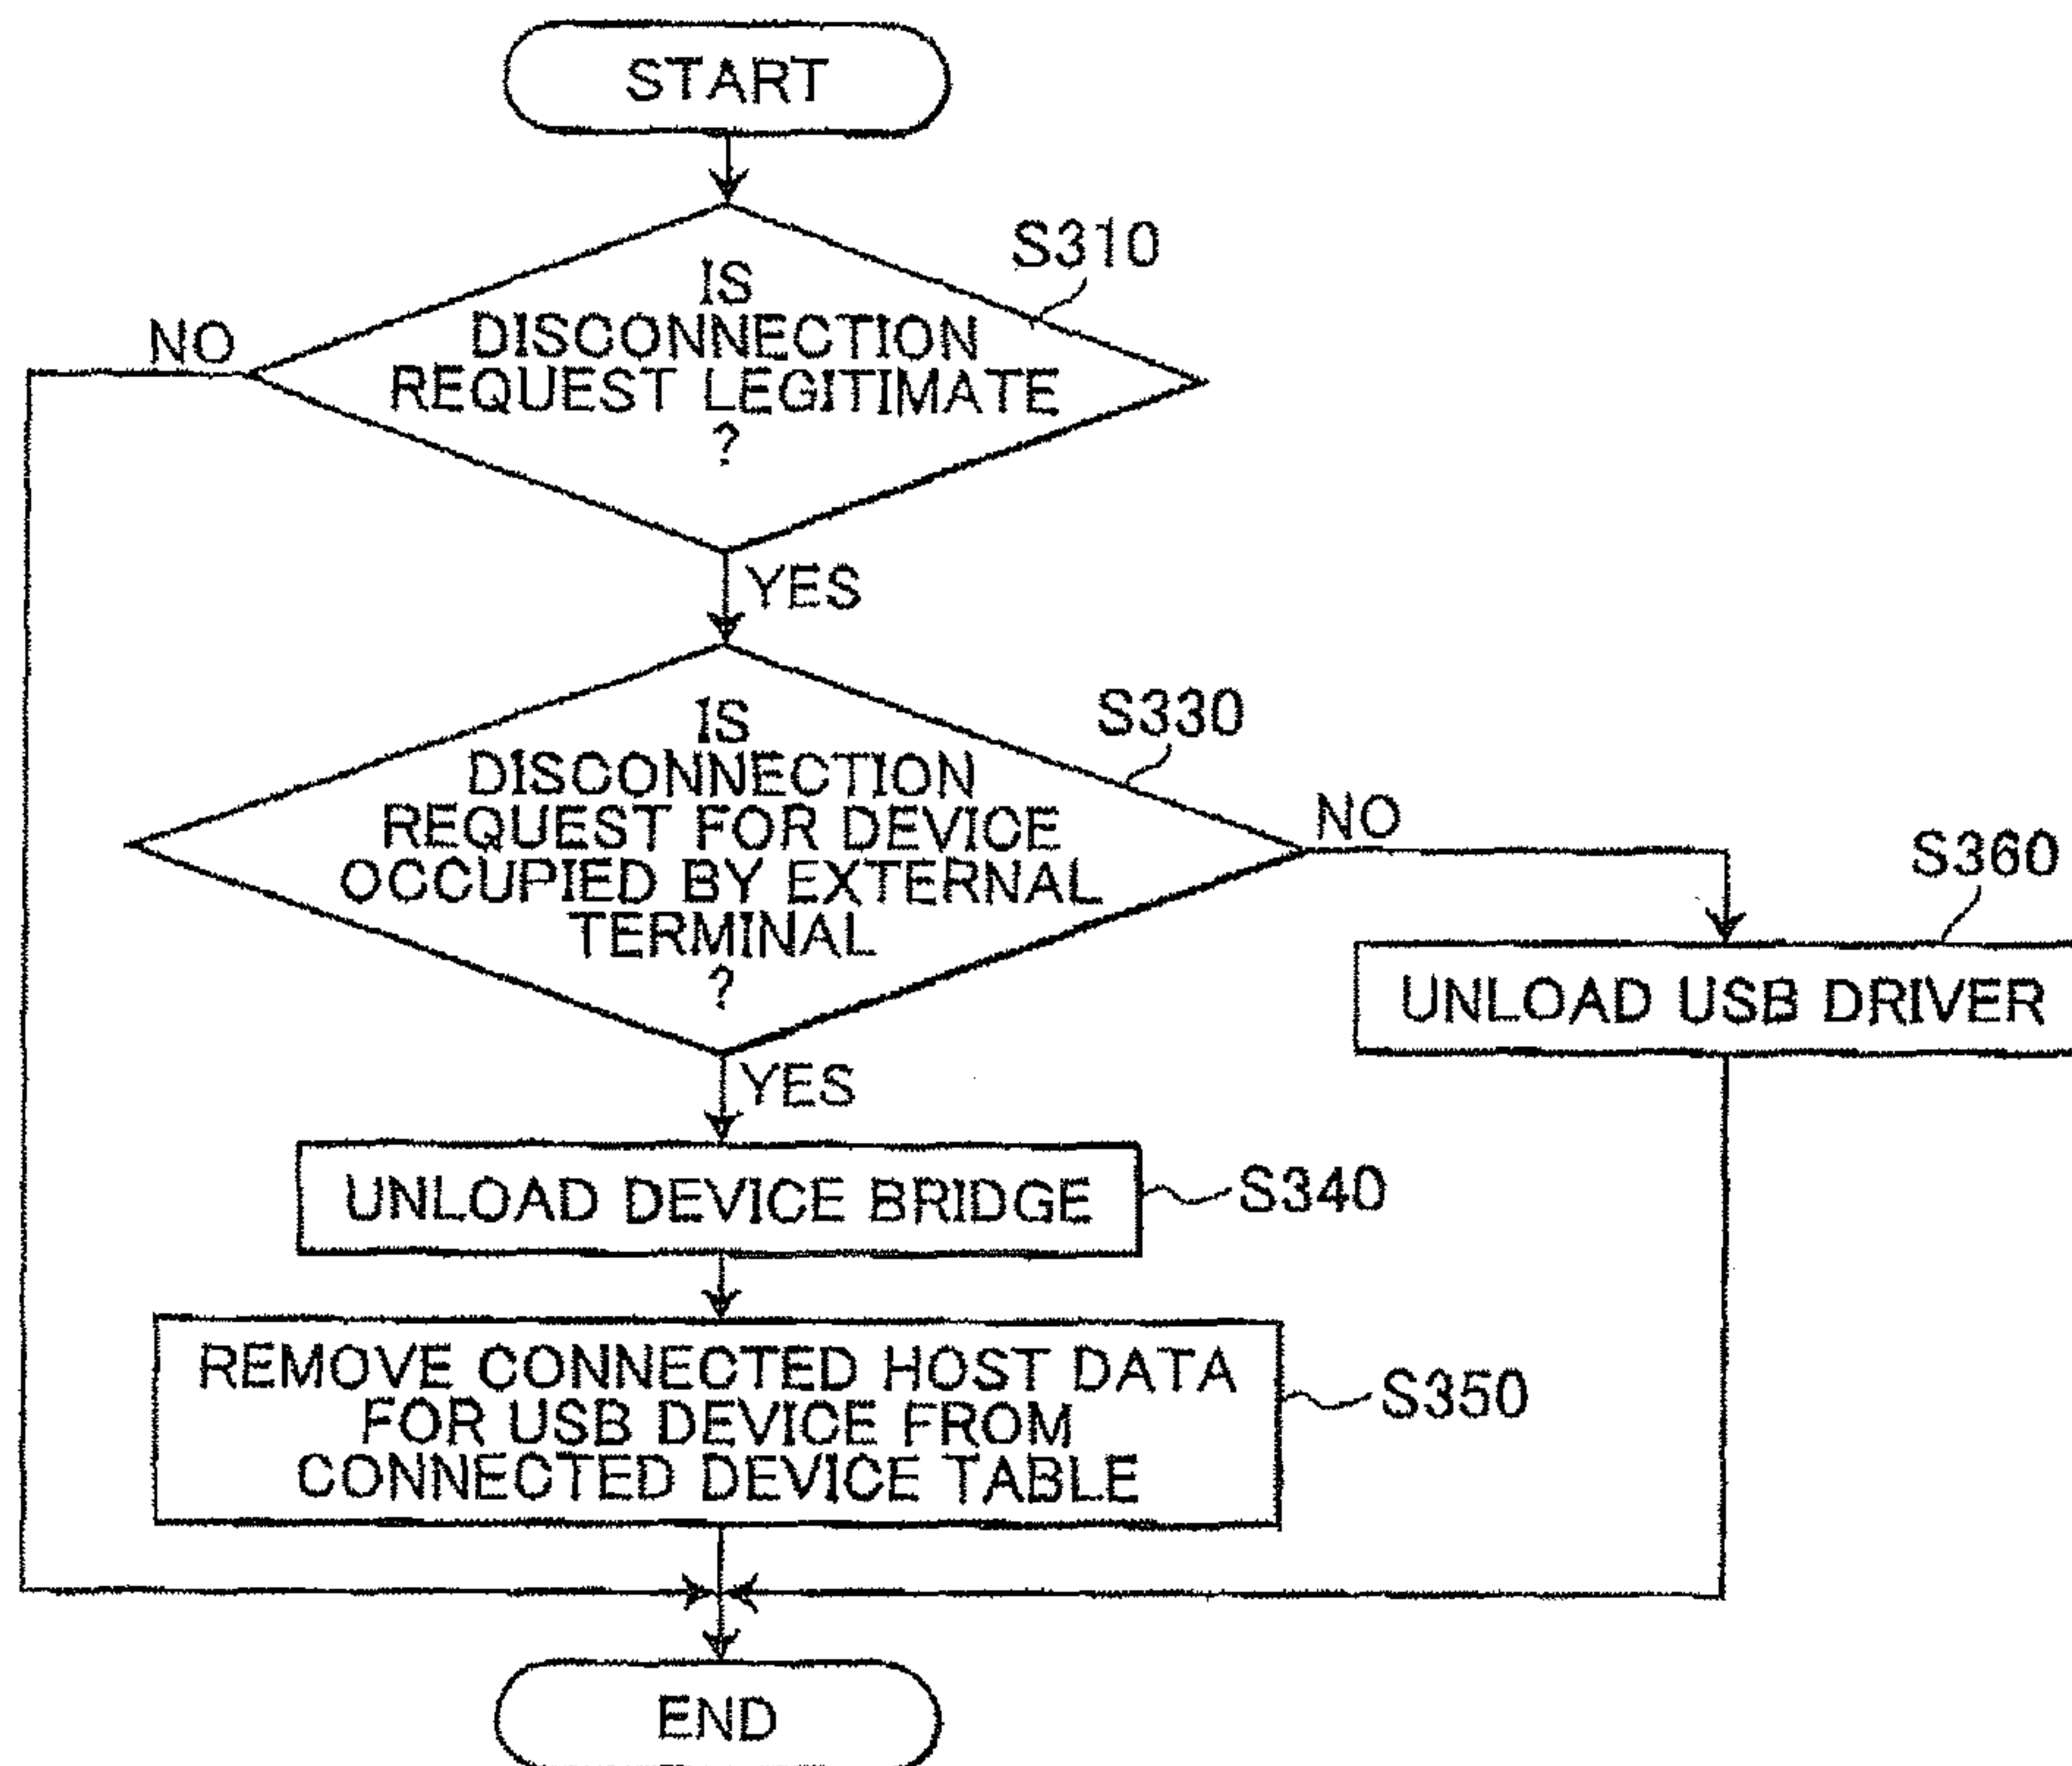 START
S310
IS
DISCONNECTION
REQUEST LEGITIMATE
?
NO
YES
S330
IS
DISCONNECTION
REQUEST FOR DEVICE
OCCUPIED BY EXTERNAL
TERMINAL
?
NO
S360
UNLOAD USB DRIVER
YES
UNLOAD DEVICE BRIDGE
S340
REMOVE CONNECTED HOST DATA
FOR USB DEVICE FROM
CONNECTED DEVICE TABLE
S350
END